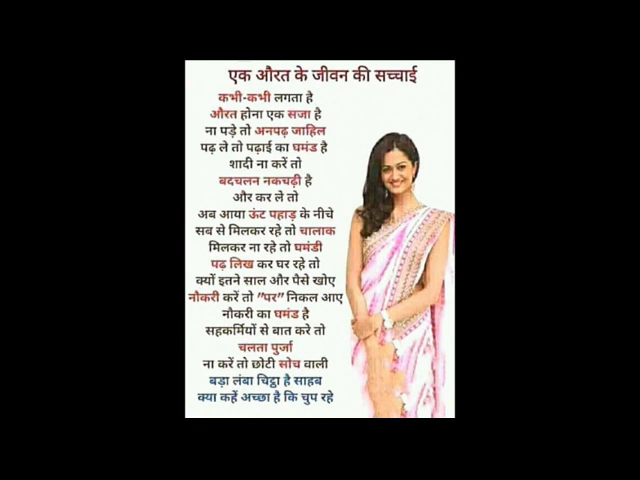 एक औरत के जीवन की सच्चाई
कभी-कभी लगता है
औरत होना एक सजा है
ना पड़े तो अनपढ़ जाहिल
पढ़ ले तो पढ़ाई का घमंड है
शादी ना करें तो
बदचलन नकचढ़ी है
और कर ले तो
अब आया ऊंट पहाड़ के नीचे
सब से मिलकर रहे तो चालाक
मिलकर ना रहे तो घमंडी
पढ़ लिख कर घर रहे तो
क्यों इतने साल और पैसे खोए
नौकरी करें तो "पर" निकल आए
नौकरी का घमंड है
सहकर्मियों से बात करे तो
चलता पुर्जा
ना करें तो छोटी सोच वाली
बड़ा लंबा चिट्ठा है साहब
क्या कहें अच्छा है कि चुप रहे